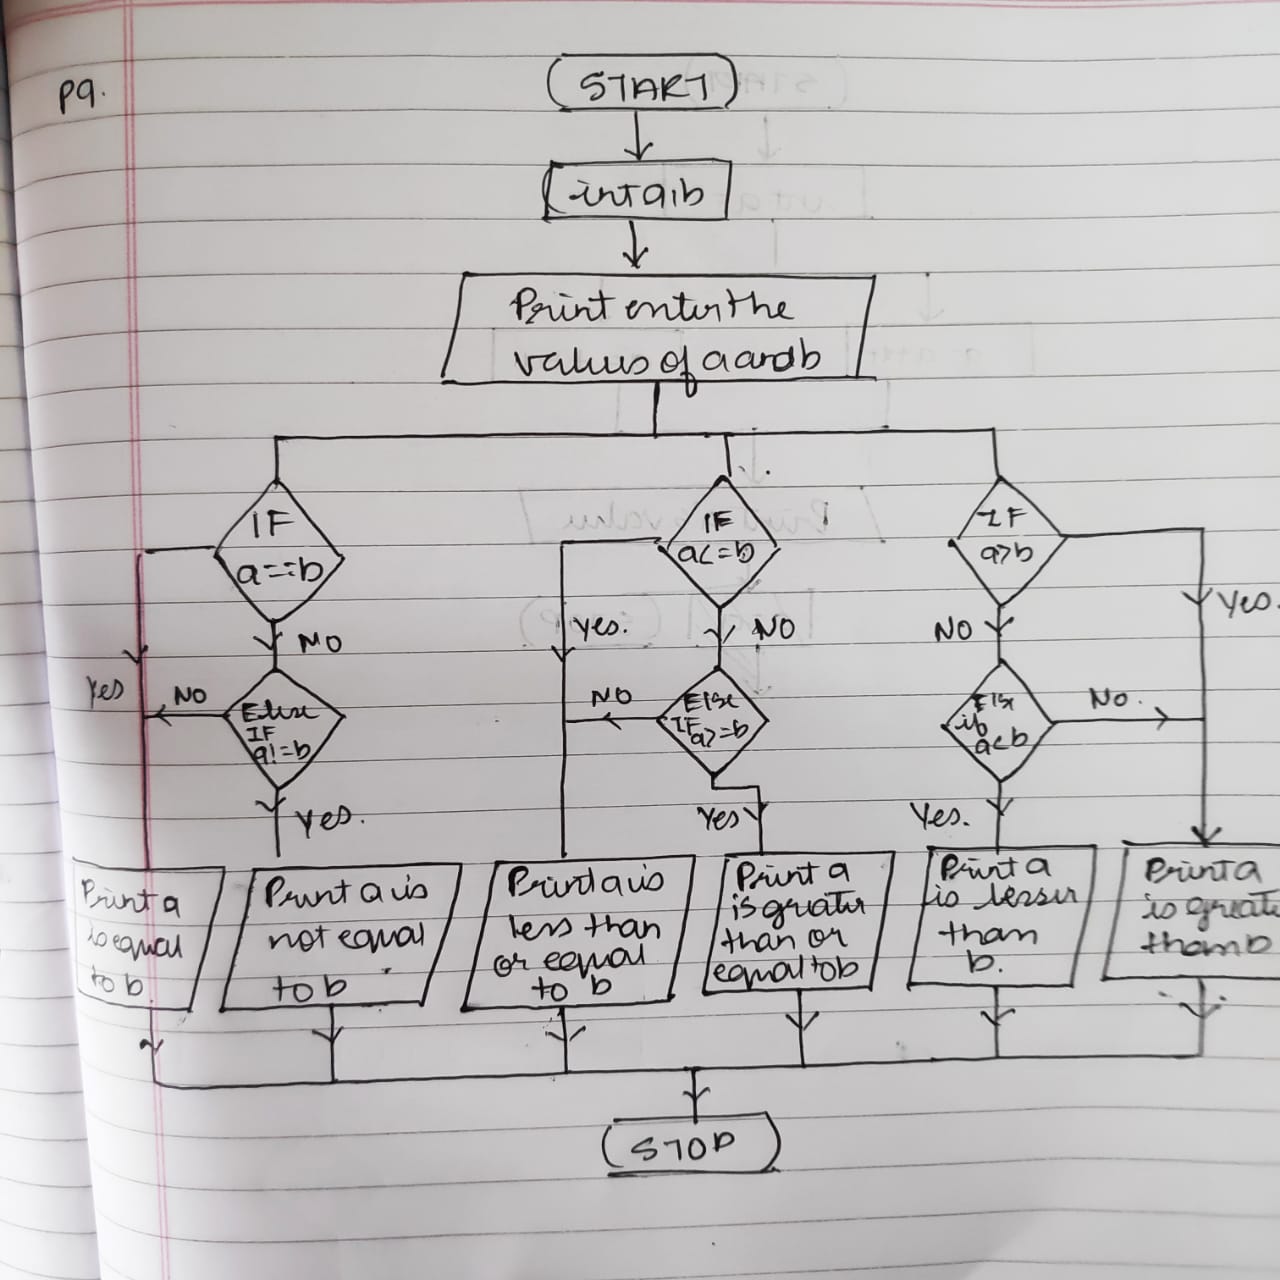 P9.
START
int a,b
Print enter the
values of a and b
IF
a==b
IF
a<=b
IF
a>b
Yes
NO
yes.
NO
NO
Yes.
NO
Else
IF
a!=b
NO
Else
IF
a>=b
Else
if
a<b
No.
Yes.
Yes
Yes.
Print a
is equal
to b.
Print a is
not equal
to b
Print a is
less than
or equal
to b
Print a
is greater
than or
equal to b
Print a
is lesser
than
b.
Print a
is greate
than b
STOP